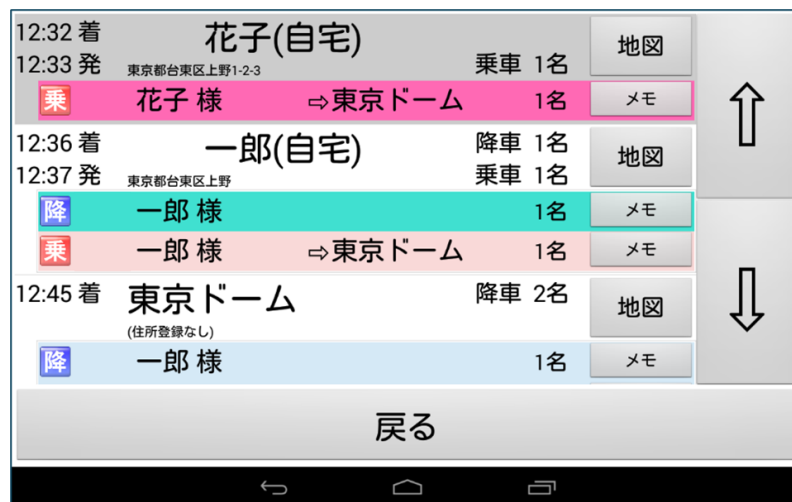 12:32 着 花子(自宅) 地図
12:33 発 東京都台東区上野1-2-3 乗車 1名
乗 花子 様 ⇨東京ドーム 1名 メモ
12:36 着 一郎(自宅) 降車 1名 地図
12:37 発 東京都台東区上野 乗車 1名
降 一郎 様 1名 メモ
乗 一郎 様 ⇨東京ドーム 1名 メモ
12:45 着 東京ドーム 降車 2名 地図
(住所登録なし)
降 一郎 様 1名 メモ
戻る